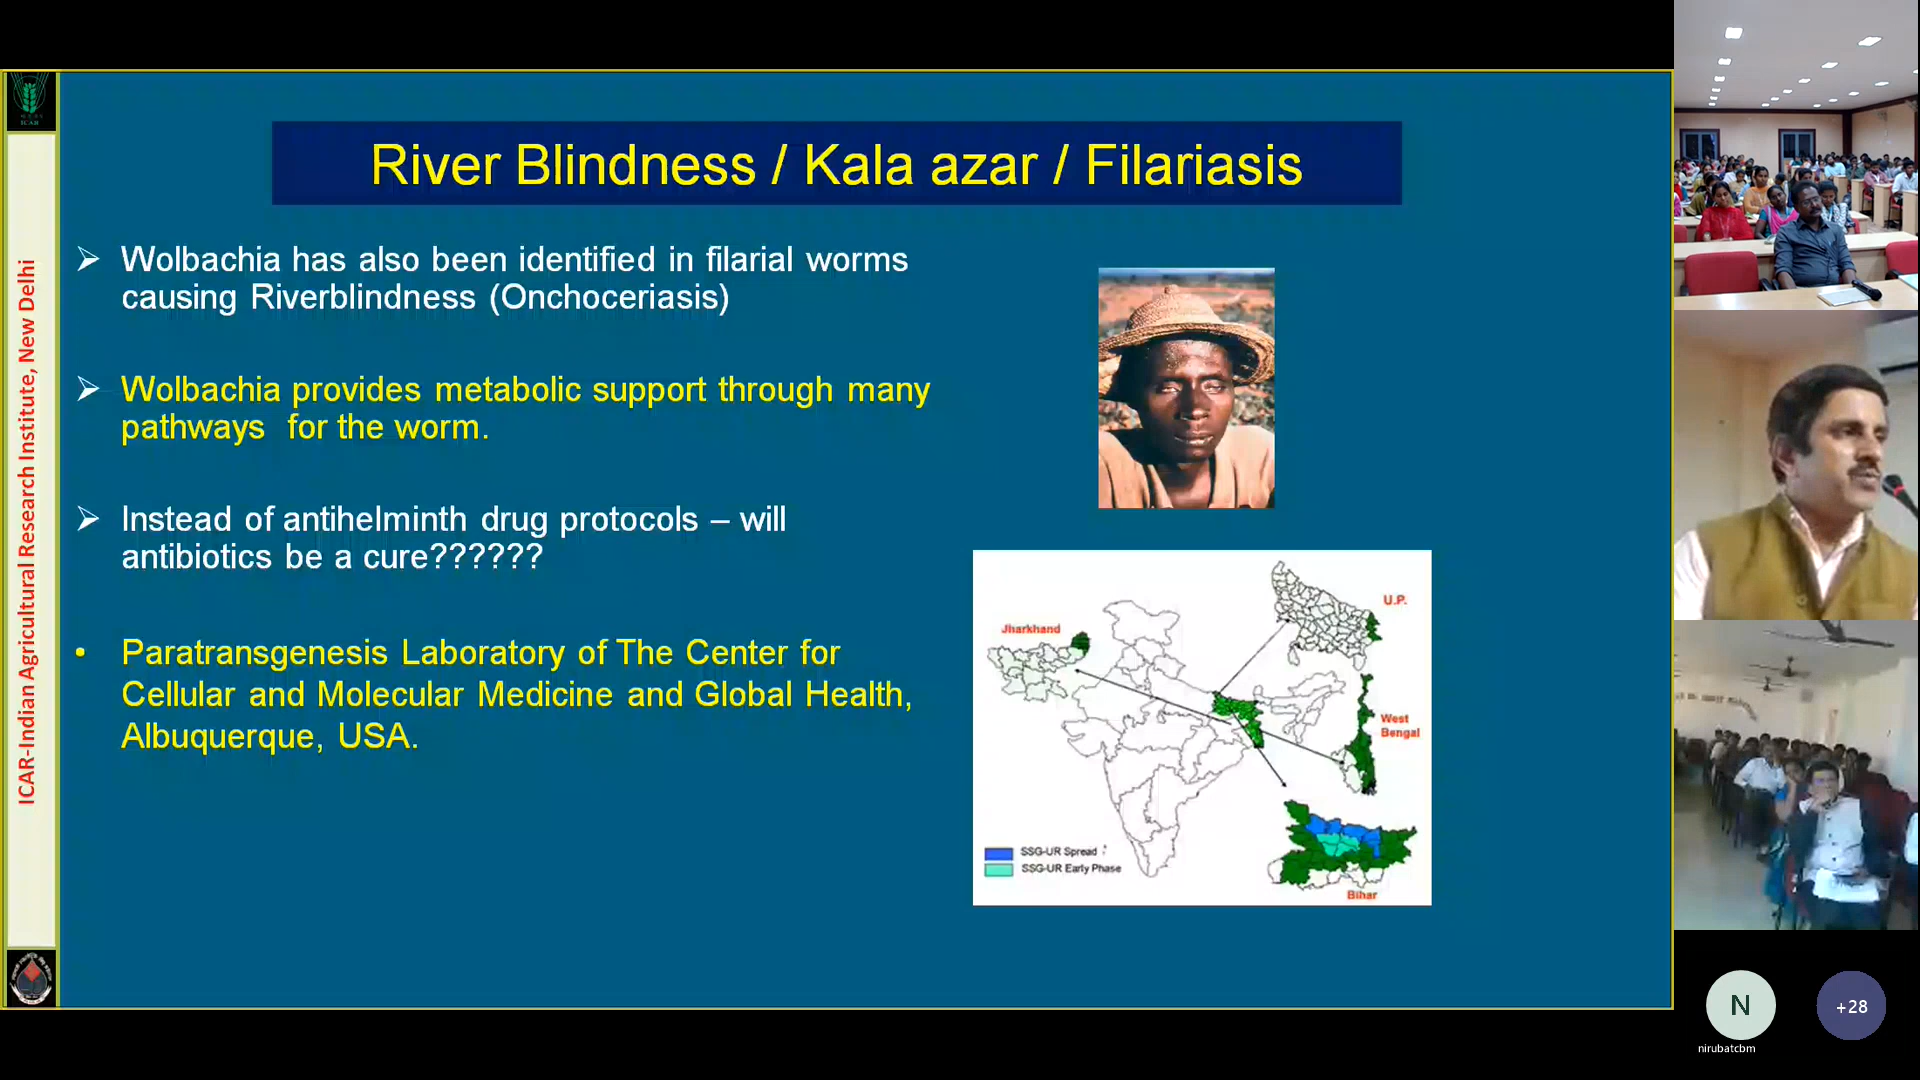 River Blindness / Kala azar / Filariasis
Wolbachia has also been identified in filarial worms
causing Riverblindness (Onchoceriasis)
Wolbachia provides metabolic support through many
pathways for the worm.
Instead of antihelminth drug protocols – will
antibiotics be a cure??????
Paratransgenesis Laboratory of The Center for
Cellular and Molecular Medicine and Global Health,
Albuquerque, USA.
ICAR-Indian Agricultural Research Institute, New Delhi
ICAR
U.P.
Jharkhand
West
Bengal
SSG-UR Spread
SSG-UR Early Phase
Bihar
N
+28
nirubatcbm